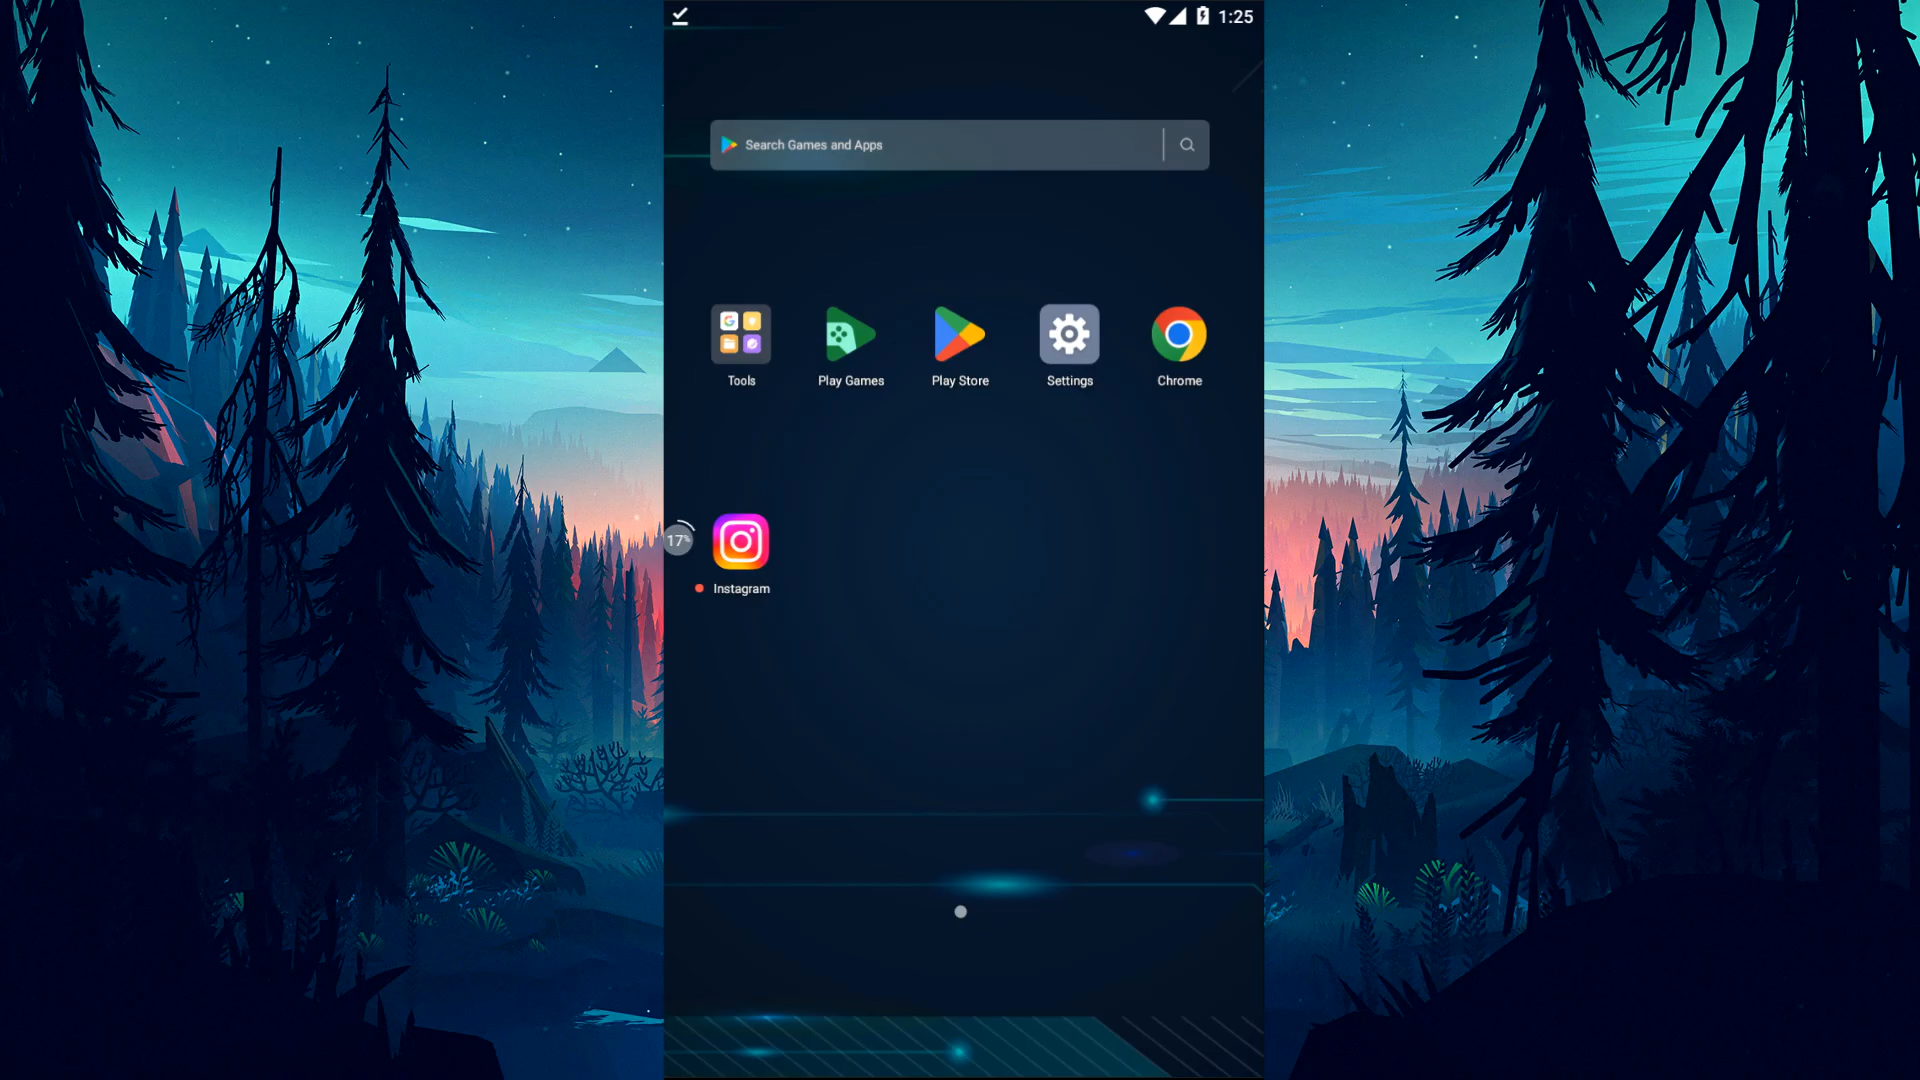 1:25
Search Games and Apps
Tools
Play Games
Play Store
Settings
Chrome
17%
Instagram